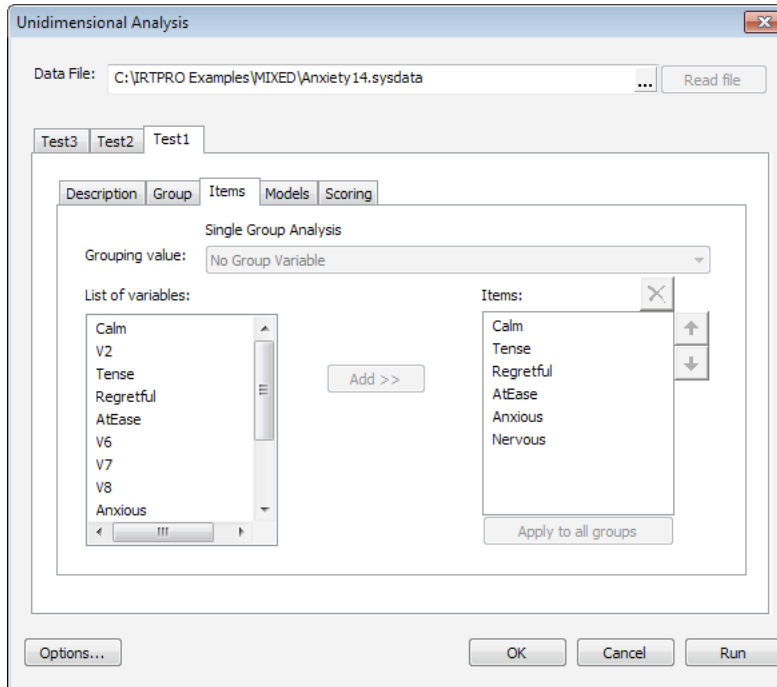 Unidimensional Analysis
Data File: C:\IRTPRO Examples\MIXED\Anxiety14.sysdata ... Read file
Test3 Test2 Test1
Description Group Items Models Scoring
Single Group Analysis
Grouping value: No Group Variable
List of variables: Items:
Calm
V2
Tense
Regretful
AtEase
V6
V7
V8
Anxious
Add >>
Calm
Tense
Regretful
AtEase
Anxious
Nervous
Apply to all groups
Options... OK Cancel Run